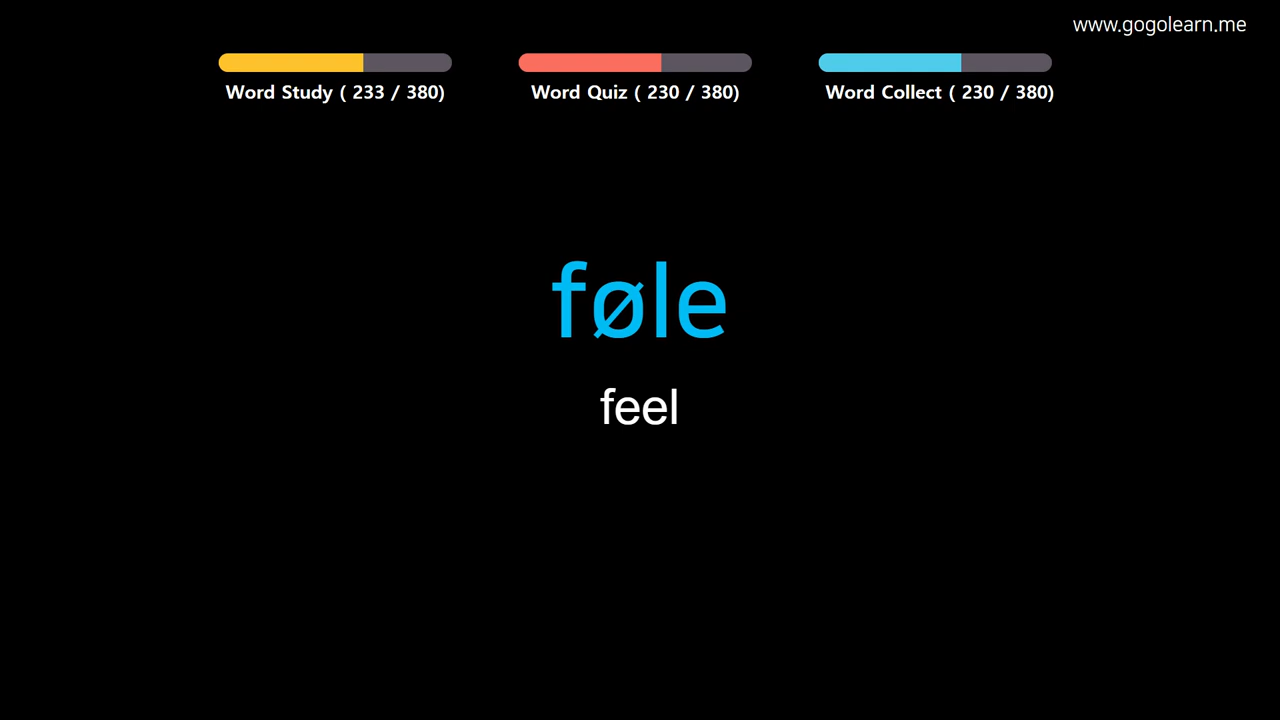 www.gogolearn.me
Word Study ( 233 / 380)
Word Quiz ( 230 / 380)
Word Collect ( 230 / 380)
føle
feel